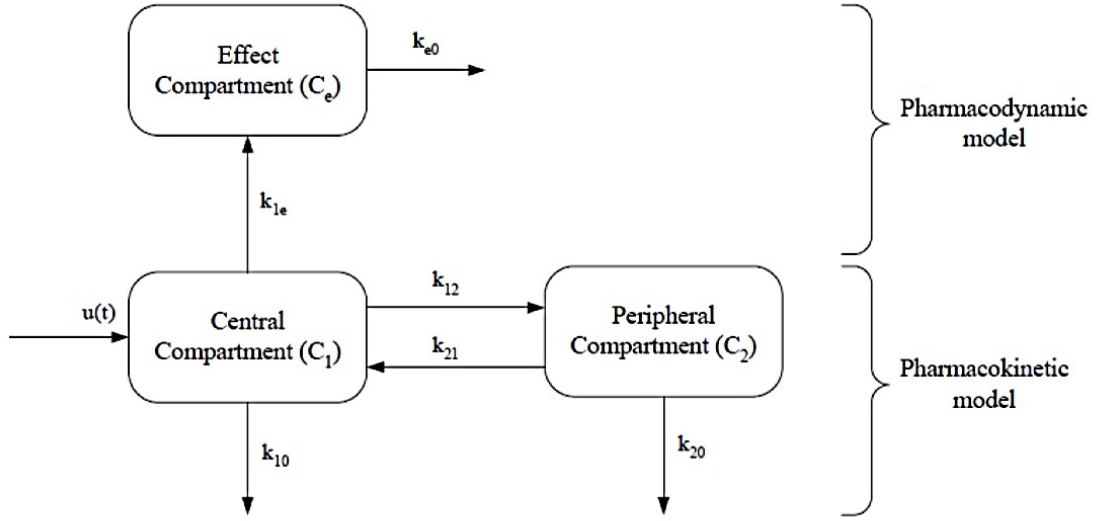 Effect
Compartment (Cₑ)
kₑ₀
Pharmacodynamic
model
k₁ₑ
u(t)
Central
Compartment (C₁)
k₁₂
k₂₁
Peripheral
Compartment (C₂)
Pharmacokinetic
model
k₁₀
k₂₀